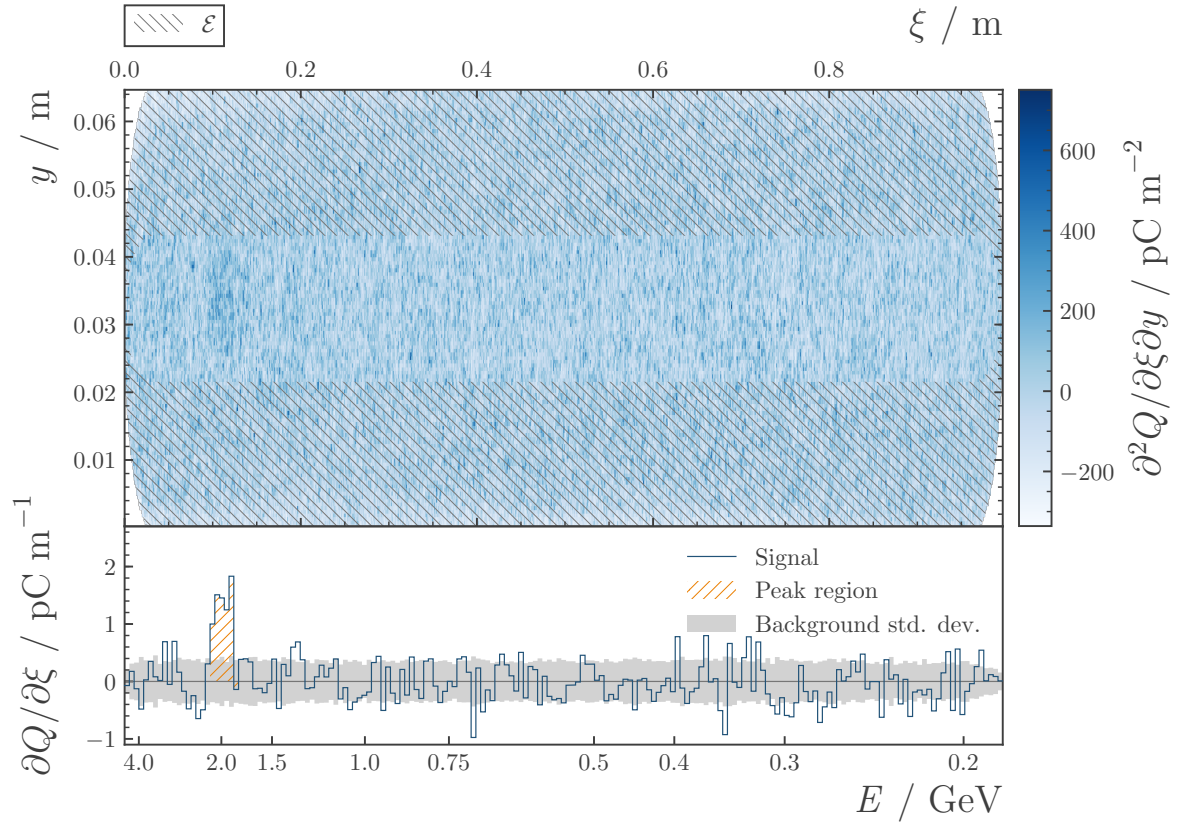 ℰ
ξ / m
0.0 0.2 0.4 0.6 0.8
y / m
0.06
0.05
0.04
0.03
0.02
0.01
600
400
200
0
−200
∂²Q/∂ξ∂y / pC m⁻²
∂Q/∂ξ / pC m⁻¹
2
1
0
−1
Signal
Peak region
Background std. dev.
4.0 2.0 1.5 1.0 0.75 0.5 0.4 0.3 0.2
E / GeV